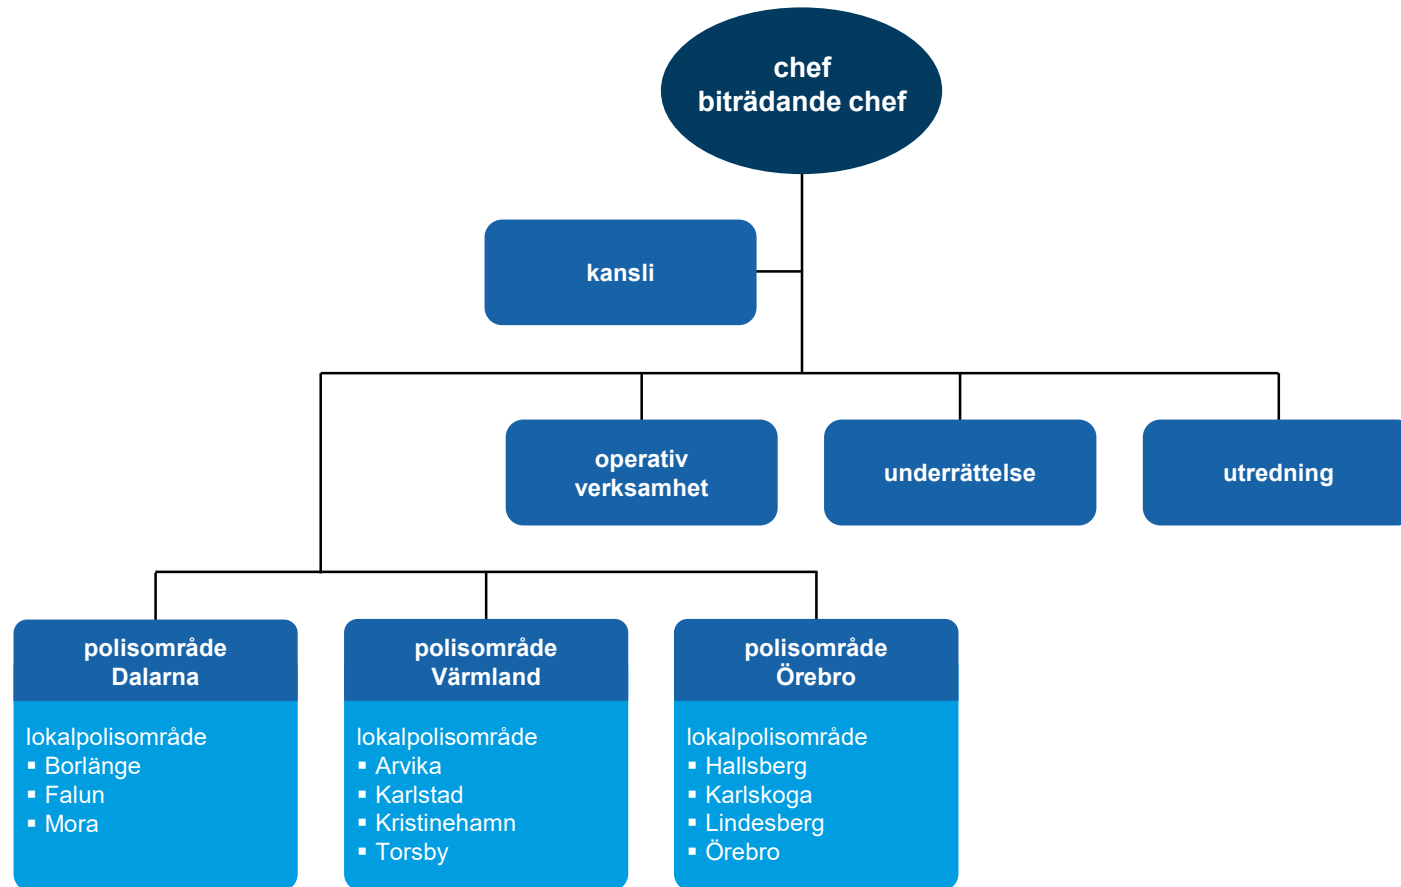 chef
biträdande chef
kansli
operativ
verksamhet
underrättelse
utredning
polisområde
Dalarna
lokalpolisområde
▪ Borlänge
▪ Falun
▪ Mora
polisområde
Värmland
lokalpolisområde
▪ Arvika
▪ Karlstad
▪ Kristinehamn
▪ Torsby
polisområde
Örebro
lokalpolisområde
▪ Hallsberg
▪ Karlskoga
▪ Lindesberg
▪ Örebro